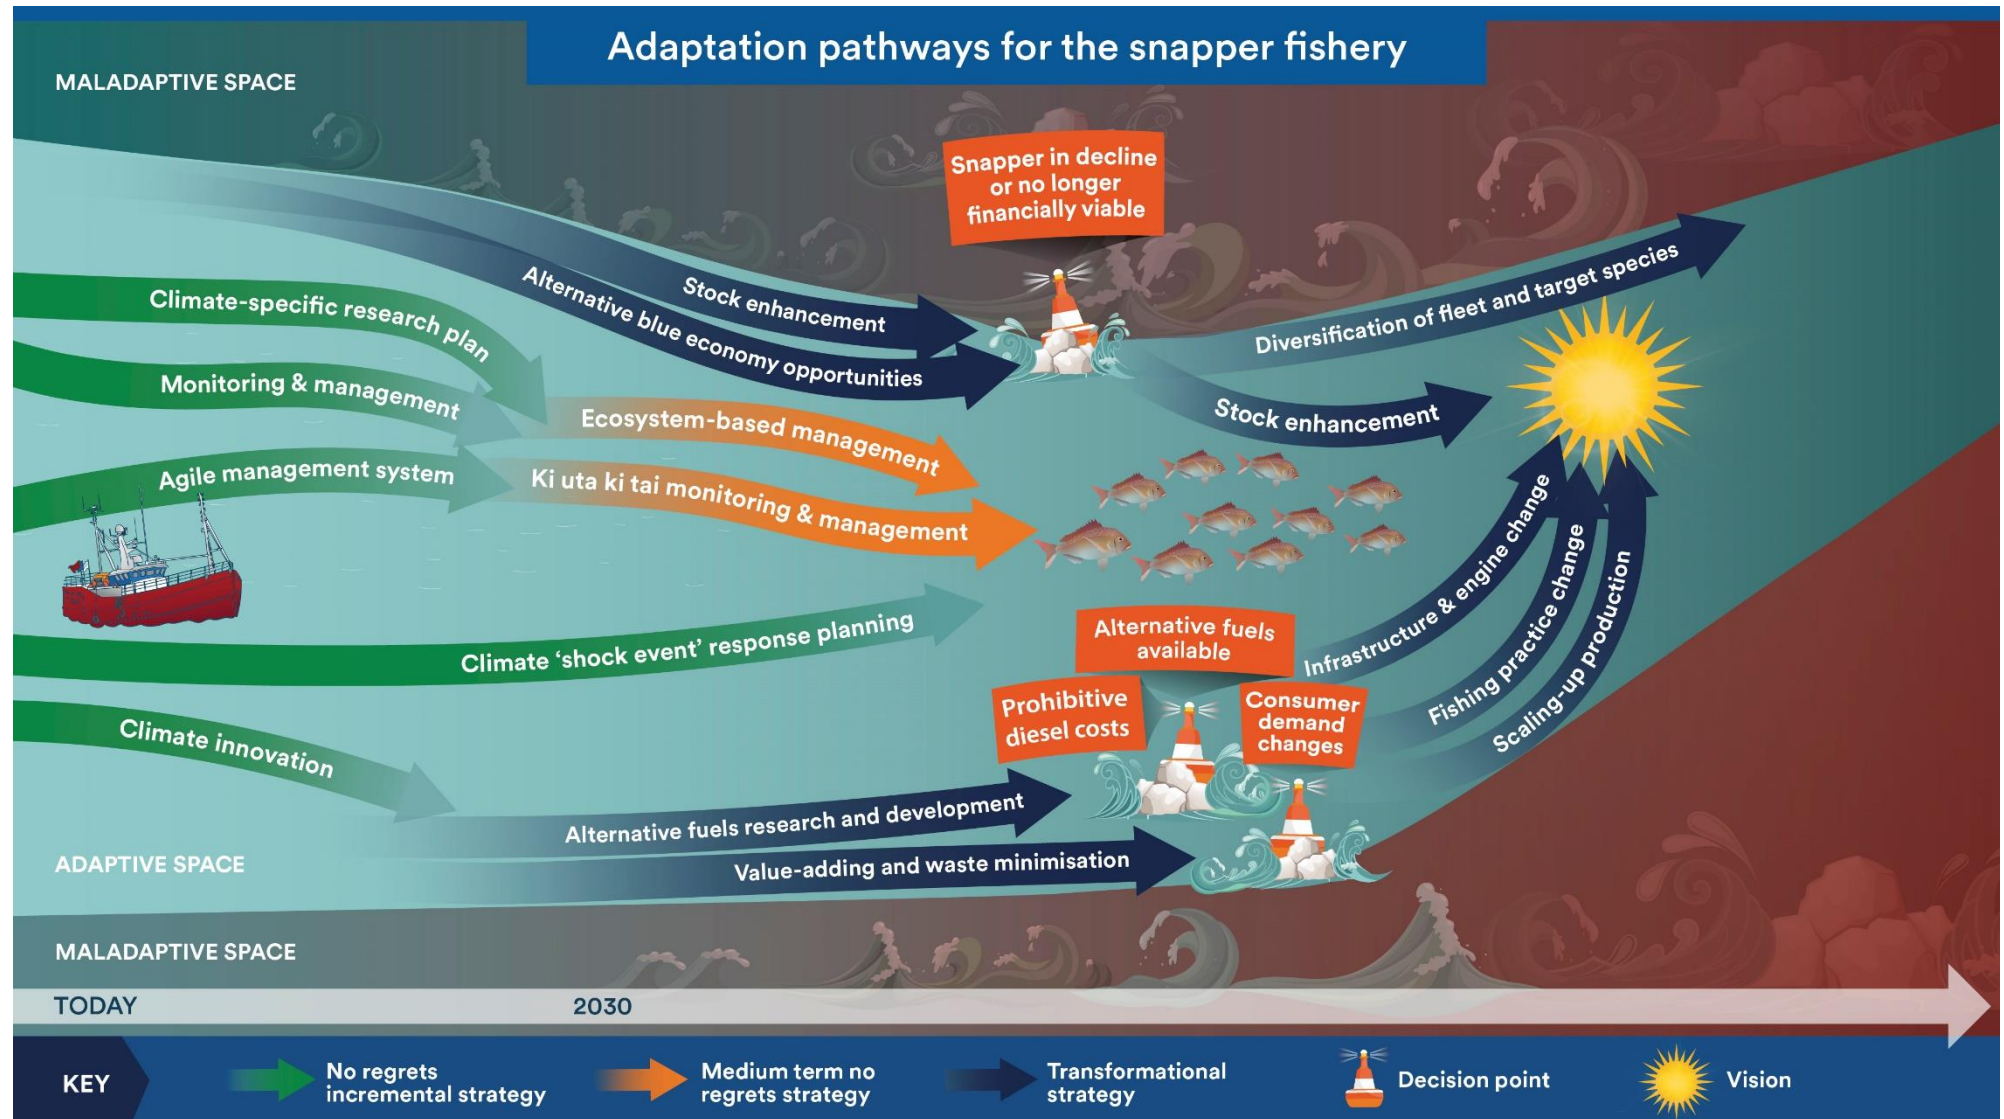 Adaptation pathways for the snapper fishery
MALADAPTIVE SPACE
Snapper in decline
or no longer
financially viable
Stock enhancement
Alternative blue economy opportunities
Diversification of fleet and target species
Stock enhancement
Climate-specific research plan
Monitoring & management
Agile management system
Ecosystem-based management
Ki uta ki tai monitoring & management
Climate ‘shock event’ response planning
Climate innovation
Alternative fuels
available
Prohibitive
diesel costs
Consumer
demand
changes
Infrastructure & engine change
Fishing practice change
Scaling-up production
Alternative fuels research and development
Value-adding and waste minimisation
ADAPTIVE SPACE
MALADAPTIVE SPACE
TODAY
2030
KEY
No regrets
incremental strategy
Medium term no
regrets strategy
Transformational
strategy
Decision point
Vision